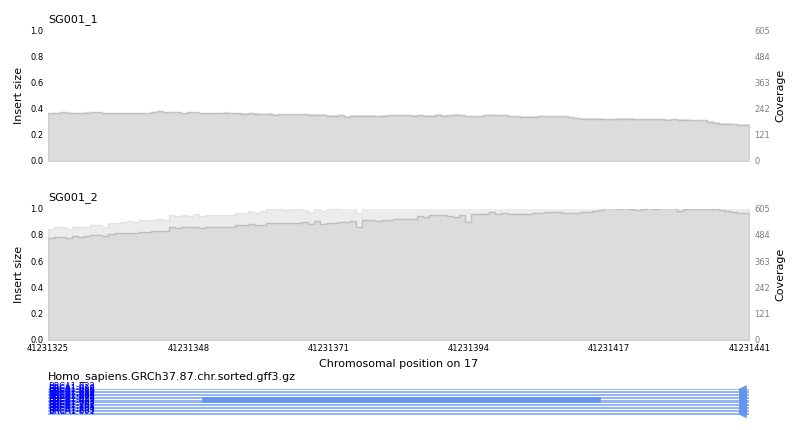 SG001_1
1.0 605
0.8 484
0.6 363
0.4 242
0.2 121
0.0 0
Insert size
Coverage
SG001_2
1.0 605
0.8 484
0.6 363
0.4 242
0.2 121
0.0 0
Insert size
Coverage
41231325 41231348 41231371 41231394 41231417 41231441
Chromosomal position on 17
Homo_sapiens.GRCh37.87.chr.sorted.gff3.gz